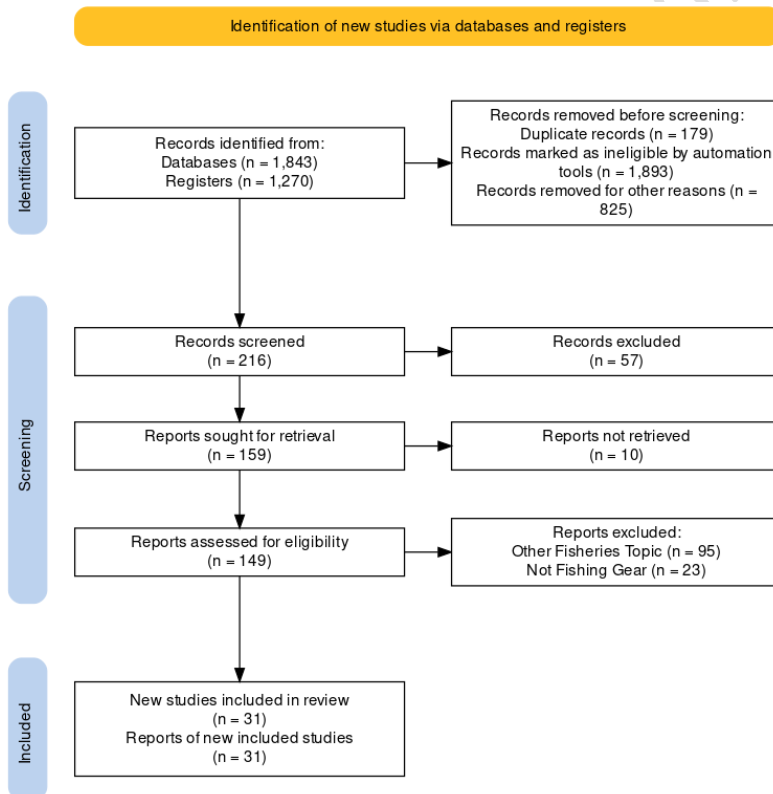 Identification of new studies via databases and registers
Identification
Records identified from:
Databases (n = 1,843)
Registers (n = 1,270)
Records removed before screening:
Duplicate records (n = 179)
Records marked as ineligible by automation
tools (n = 1,893)
Records removed for other reasons (n =
825)
Screening
Records screened
(n = 216)
Records excluded
(n = 57)
Reports sought for retrieval
(n = 159)
Reports not retrieved
(n = 10)
Reports assessed for eligibility
(n = 149)
Reports excluded:
Other Fisheries Topic (n = 95)
Not Fishing Gear (n = 23)
Included
New studies included in review
(n = 31)
Reports of new included studies
(n = 31)